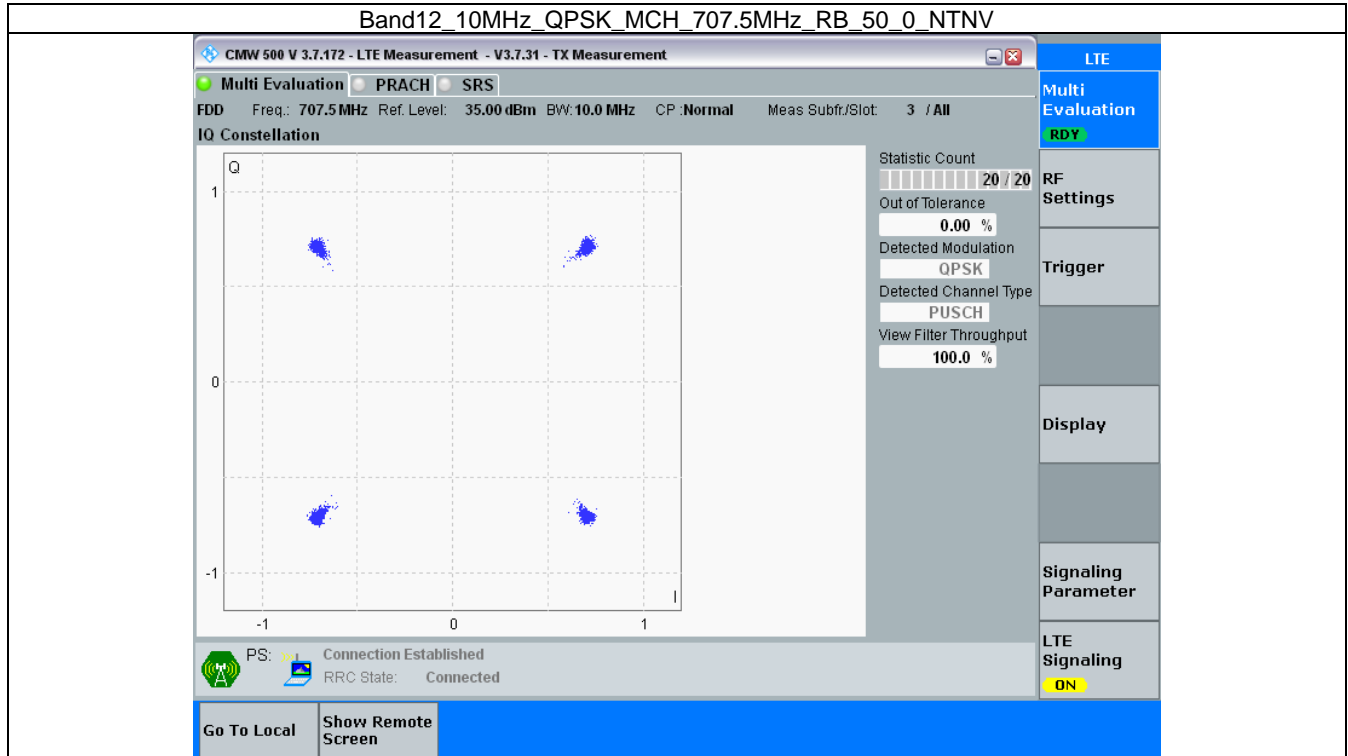 Band12_10MHz_QPSK_MCH_707.5MHz_RB_50_0_NTNV
CMW 500 V 3.7.172 - LTE Measurement - V3.7.31 - TX Measurement
LTE
Multi Evaluation PRACH SRS
FDD Freq.: 707.5 MHz Ref. Level: 35.00 dBm BW: 10.0 MHz CP :Normal Meas Subfr./Slot: 3 / All
IQ Constellation
Multi
Evaluation
RDY
Q
1
0
-1
I
-1 0 1
Statistic Count
20 / 20
Out of Tolerance
0.00 %
Detected Modulation
QPSK
Detected Channel Type
PUSCH
View Filter Throughput
100.0 %
RF
Settings
Trigger
Display
Signaling
Parameter
LTE
Signaling
ON
PS: Connection Established
RRC State: Connected
Go To Local
Show Remote
Screen